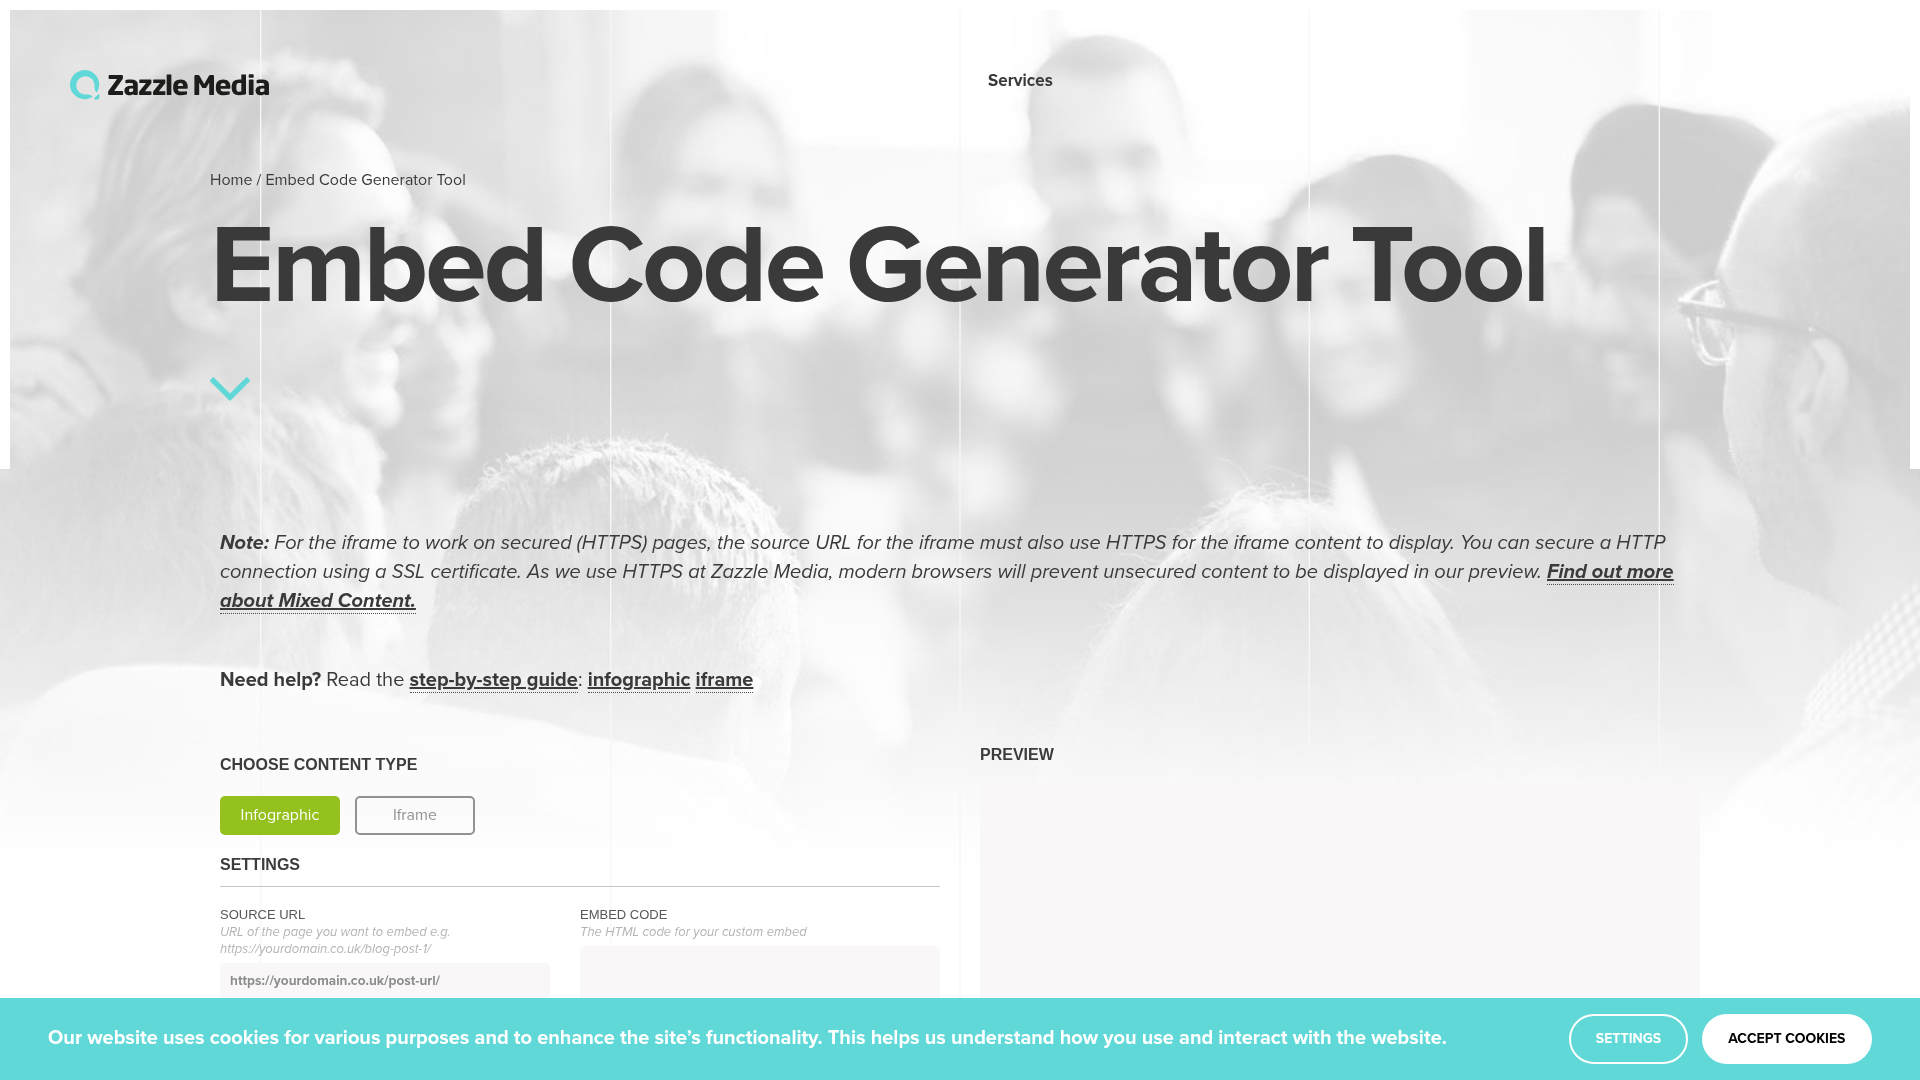 Zazzle Media
Services
Home / Embed Code Generator Tool
Embed Code Generator Tool
Note: For the iframe to work on secured (HTTPS) pages, the source URL for the iframe must also use HTTPS for the iframe content to display. You can secure a HTTP
connection using a SSL certificate. As we use HTTPS at Zazzle Media, modern browsers will prevent unsecured content to be displayed in our preview. Find out more
about Mixed Content.
Need help? Read the step-by-step guide: infographic iframe
CHOOSE CONTENT TYPE
Infographic
Iframe
SETTINGS
SOURCE URL
URL of the page you want to embed e.g.
https://yourdomain.co.uk/blog-post-1/
https://yourdomain.co.uk/post-url/
EMBED CODE
The HTML code for your custom embed
PREVIEW
Our website uses cookies for various purposes and to enhance the site’s functionality. This helps us understand how you use and interact with the website.
SETTINGS
ACCEPT COOKIES